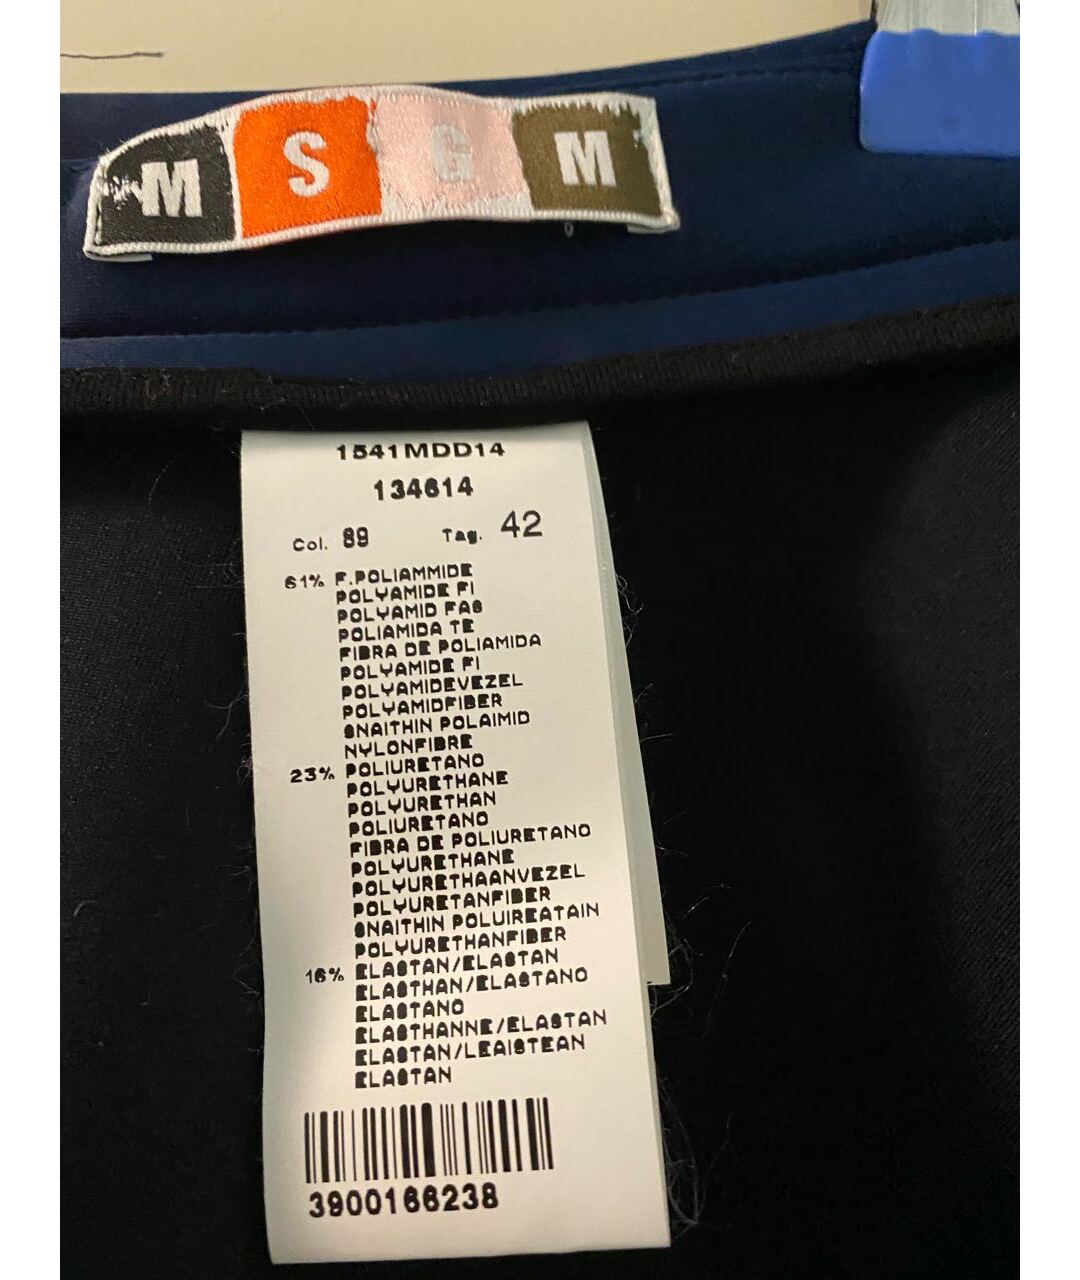 MSGM
1541MDD14
134614
Col. 89 Tag. 42
61% F.POLIAMMIDE
POLYAMIDE FI
POLYAMID FAS
POLIAMIDA TE
FIBRA DE POLIAMIDA
POLYAMIDE FI
POLYAMIDEVEZEL
POLYAMIDFIBER
SNAITHIN POLAIMID
NYLONFIBRE
23% POLIURETANO
POLYURETHANE
POLYURETHAN
POLIURETANO
FIBRA DE POLIURETANO
POLYURETHANE
POLYURETHAANVEZEL
POLYURETANFIBER
SNAITHIN POLUIREATAIN
POLYURETHANFIBER
16% ELASTAN/ELASTAN
ELASTHAN/ELASTANO
ELASTANO
ELASTHANNE/ELASTAN
ELASTAN/LEAISTEAN
ELASTAN
3900166238